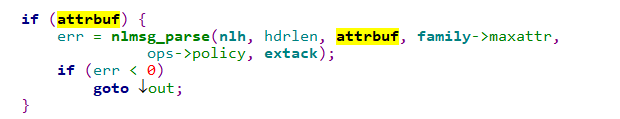 if (attrbuf) {
err = nlmsg_parse(nlh, hdrlen, attrbuf, family->maxattr,
ops->policy, extack);
if (err < 0)
goto ↓out;
}